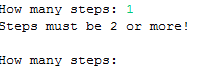 How many steps: 1
Steps must be 2 or more!
How many steps: